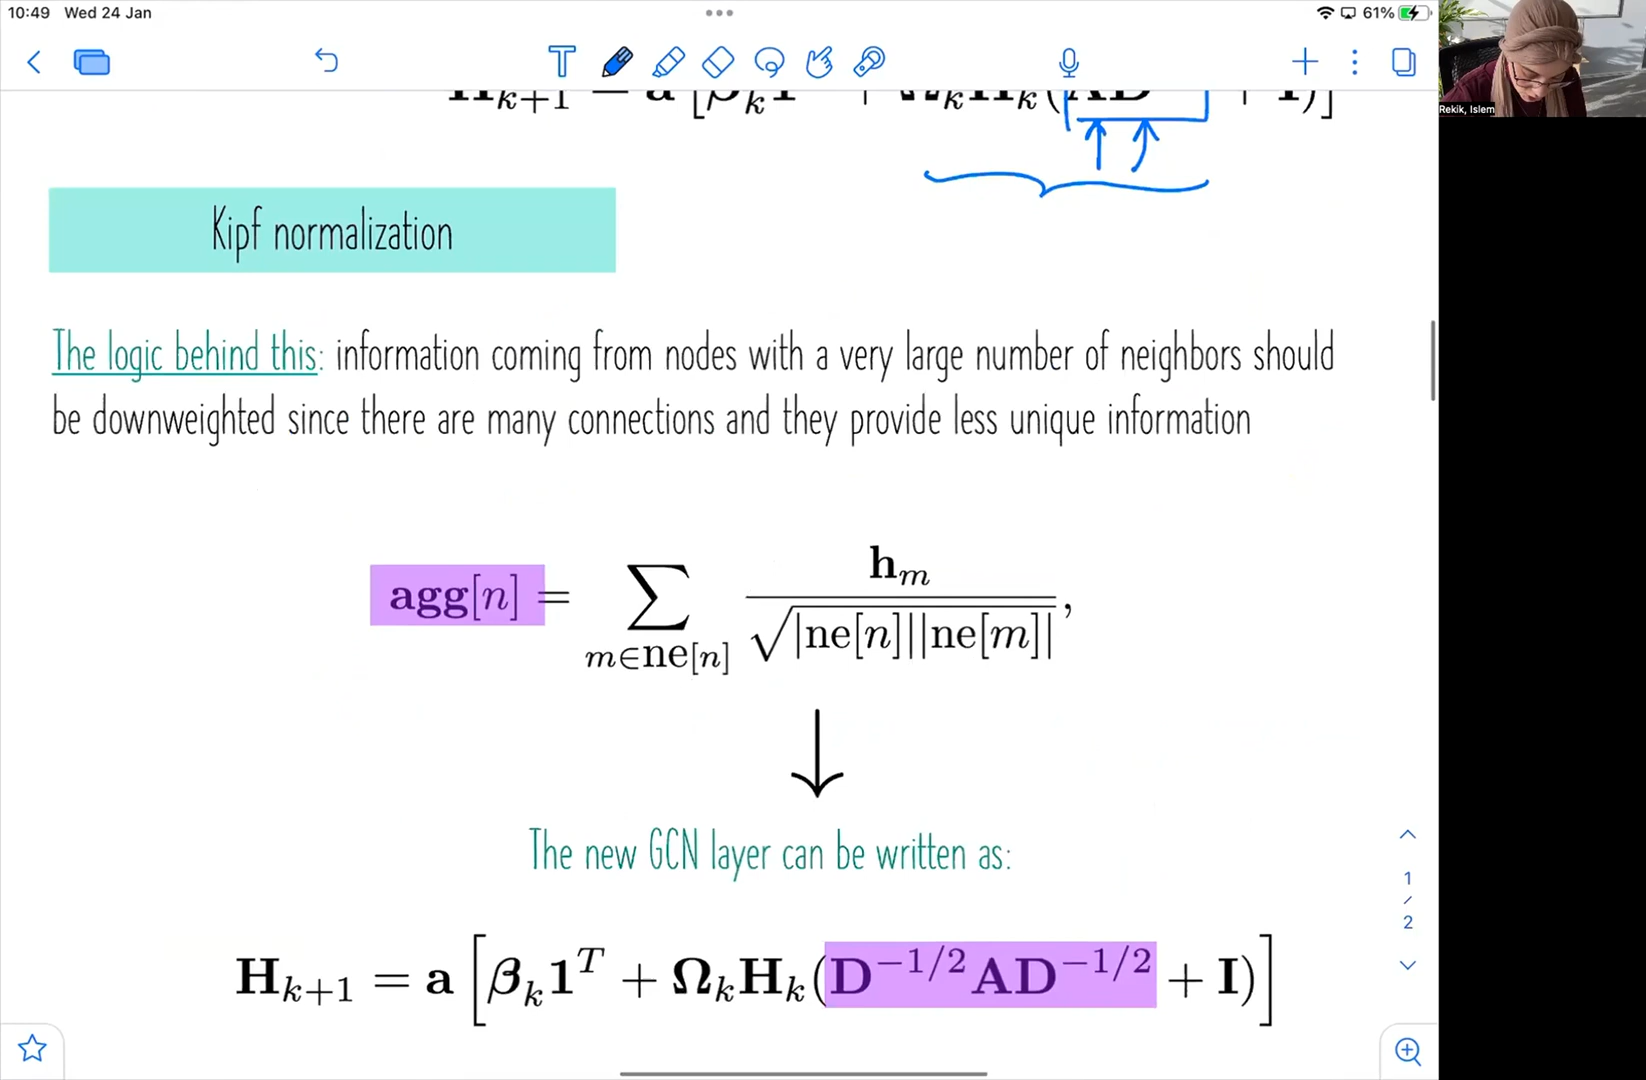 10:49 Wed 24 Jan
61%
Rekik, Islem
Kipf normalization
The logic behind this: information coming from nodes with a very large number of neighbors should
be downweighted since there are many connections and they provide less unique information
agg[n] = ∑_{m∈ne[n]} h_m / √|ne[n]||ne[m]|,
↓
The new GCN layer can be written as:
H_{k+1} = a [β_k 1^T + Ω_k H_k (D^{−1/2} A D^{−1/2} + I)]
1
/
2